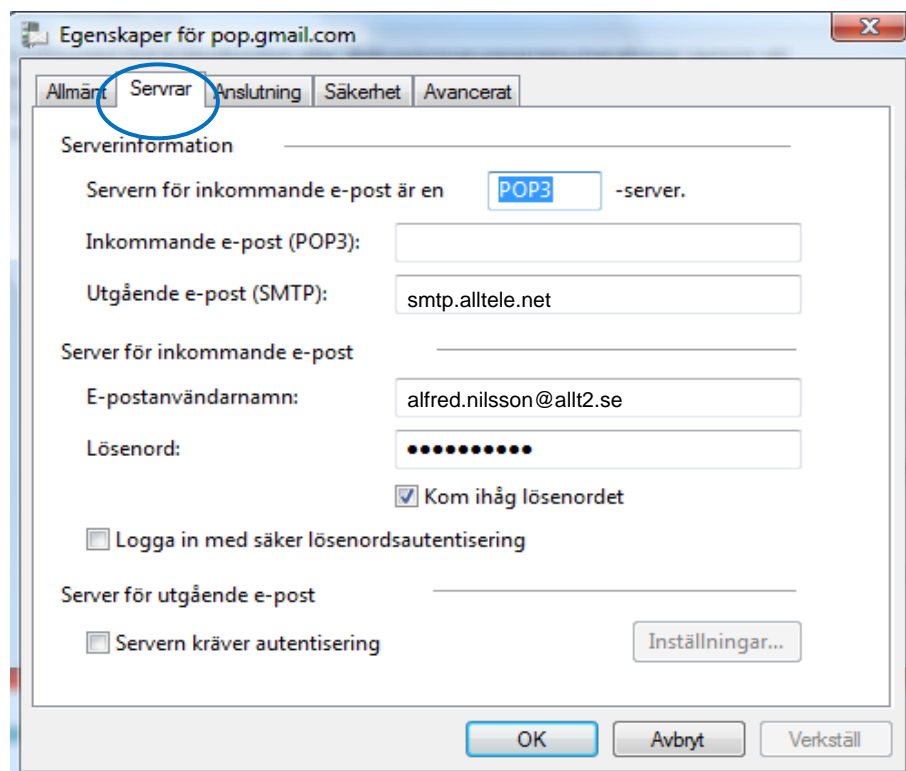 Egenskaper för pop.gmail.com
Allmänt Servrar Anslutning Säkerhet Avancerat
Serverinformation
Servern för inkommande e-post är en POP3 -server.
Inkommande e-post (POP3):
Utgående e-post (SMTP): smtp.alltele.net
Server för inkommande e-post
E-postanvändarnamn: alfred.nilsson@allt2.se
Lösenord: ●●●●●●●●●●
Kom ihåg lösenordet
Logga in med säker lösenordsautentisering
Server för utgående e-post
Servern kräver autentisering Inställningar...
OK Avbryt Verkställ